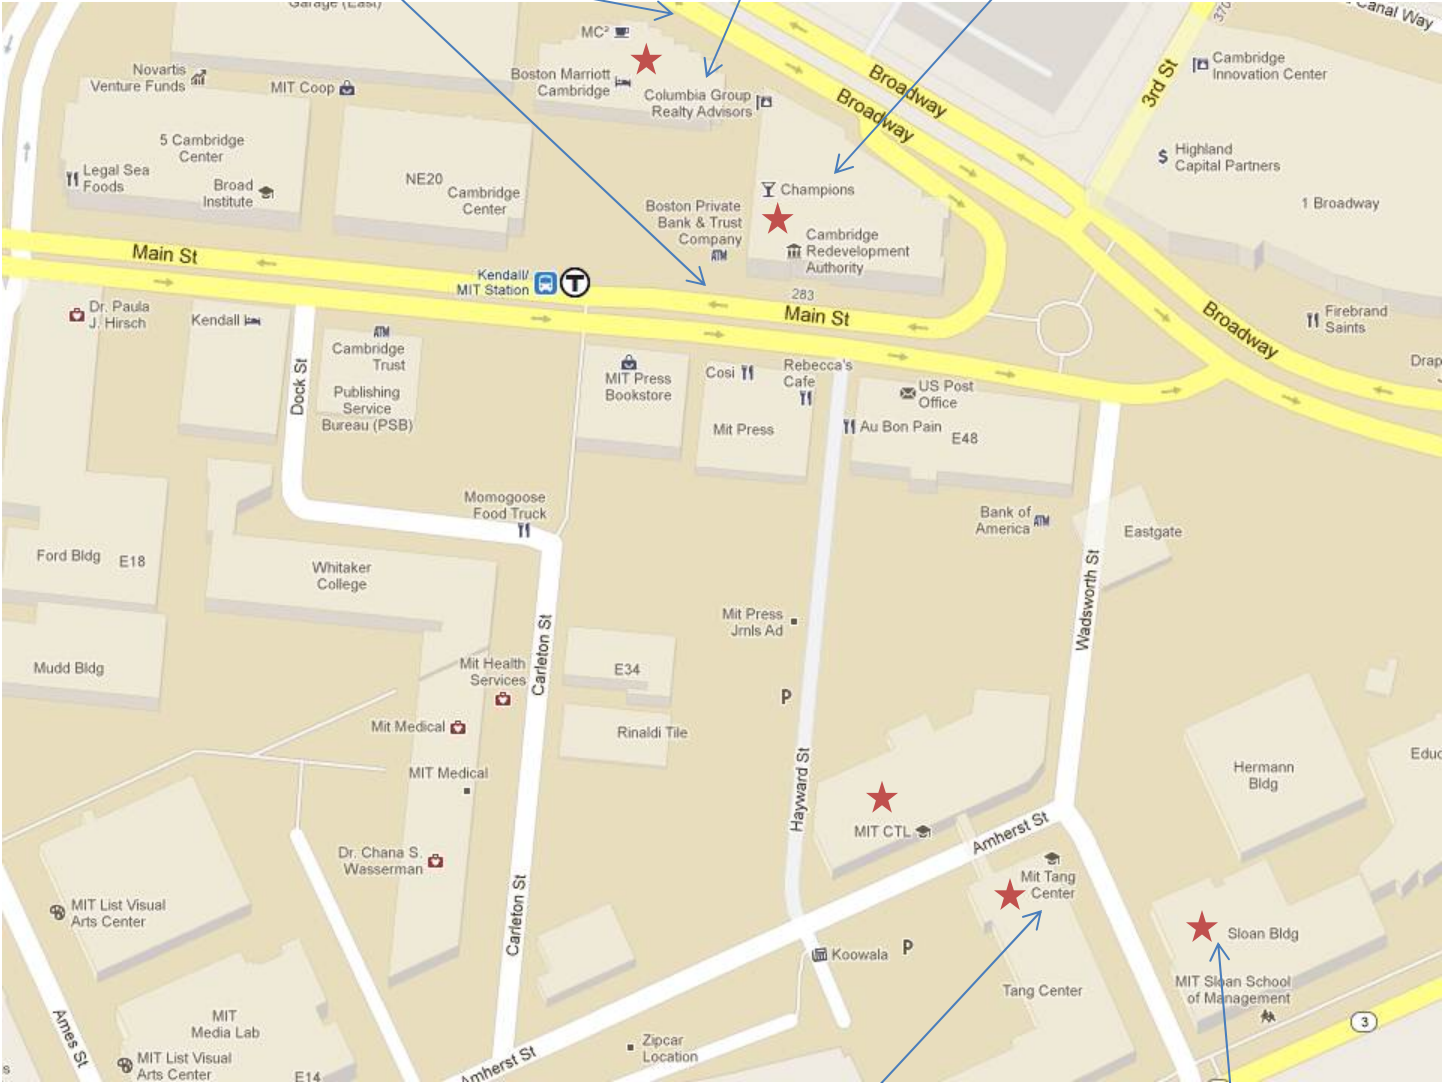 Garage (East)
MC²
Canal Way
370
Novartis
Venture Funds
MIT Coop
Boston Marriott
Cambridge
Columbia Group
Realty Advisors
Broadway
Broadway
3rd St
Cambridge
Innovation Center
5 Cambridge
Center
Legal Sea
Foods
Broad
Institute
NE20
Cambridge
Center
Champions
Highland
Capital Partners
$
1 Broadway
Boston Private
Bank & Trust
Company
ATM
Cambridge
Redevelopment
Authority
Main St
Kendall/
MIT Station
T
283
Main St
Broadway
Firebrand
Saints
Dr. Paula
J. Hirsch
Kendall
ATM
Cambridge
Trust
Dock St
Publishing
Service
Bureau (PSB)
MIT Press
Bookstore
Cosi
Rebecca's
Cafe
Mit Press
US Post
Office
Au Bon Pain
E48
Drap
Momogoose
Food Truck
Bank of
America
ATM
Eastgate
Ford Bldg
E18
Whitaker
College
Wadsworth St
Mit Press
Jrnls Ad
Mudd Bldg
Mit Health
Services
Carleton St
E34
P
Mit Medical
Rinaldi Tile
MIT Medical
Hayward St
Hermann
Bldg
Educ
MIT CTL
Amherst St
Dr. Chana S.
Wasserman
Mit Tang
Center
MIT List Visual
Arts Center
Carleton St
Koowala
P
Sloan Bldg
Tang Center
MIT Sloan School
of Management
3
Ames St
MIT
Media Lab
MIT List Visual
Arts Center
E14
Amherst St
Zipcar
Location